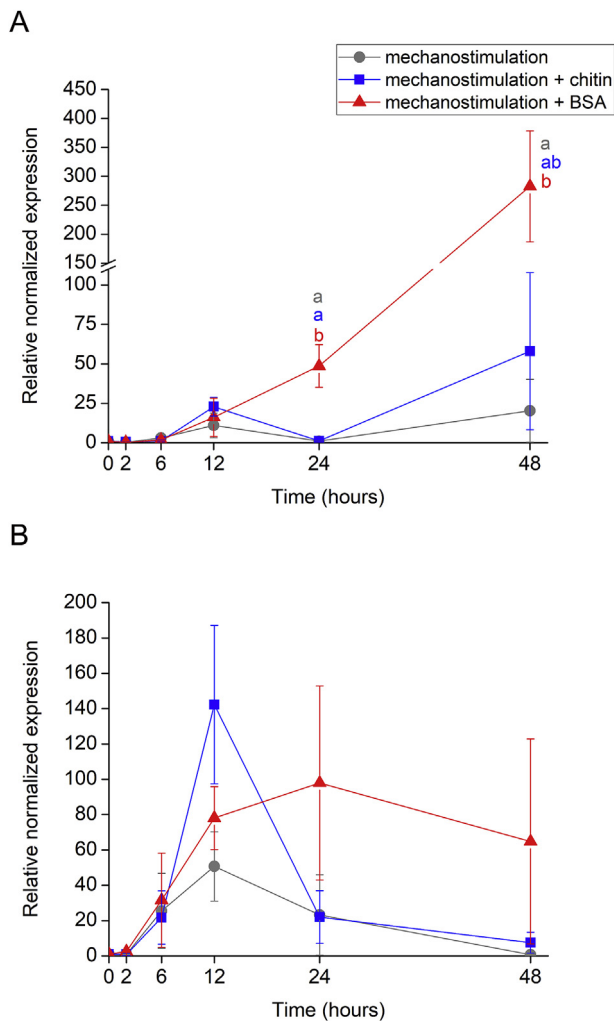 A
mechanostimulation
mechanostimulation + chitin
mechanostimulation + BSA
Relative normalized expression
450
400
350
300
250
200
150
100
75
50
25
0
a
a
b
a
ab
b
0 2 6 12 24 48
Time (hours)
B
Relative normalized expression
200
180
160
140
120
100
80
60
40
20
0
0 2 6 12 24 48
Time (hours)